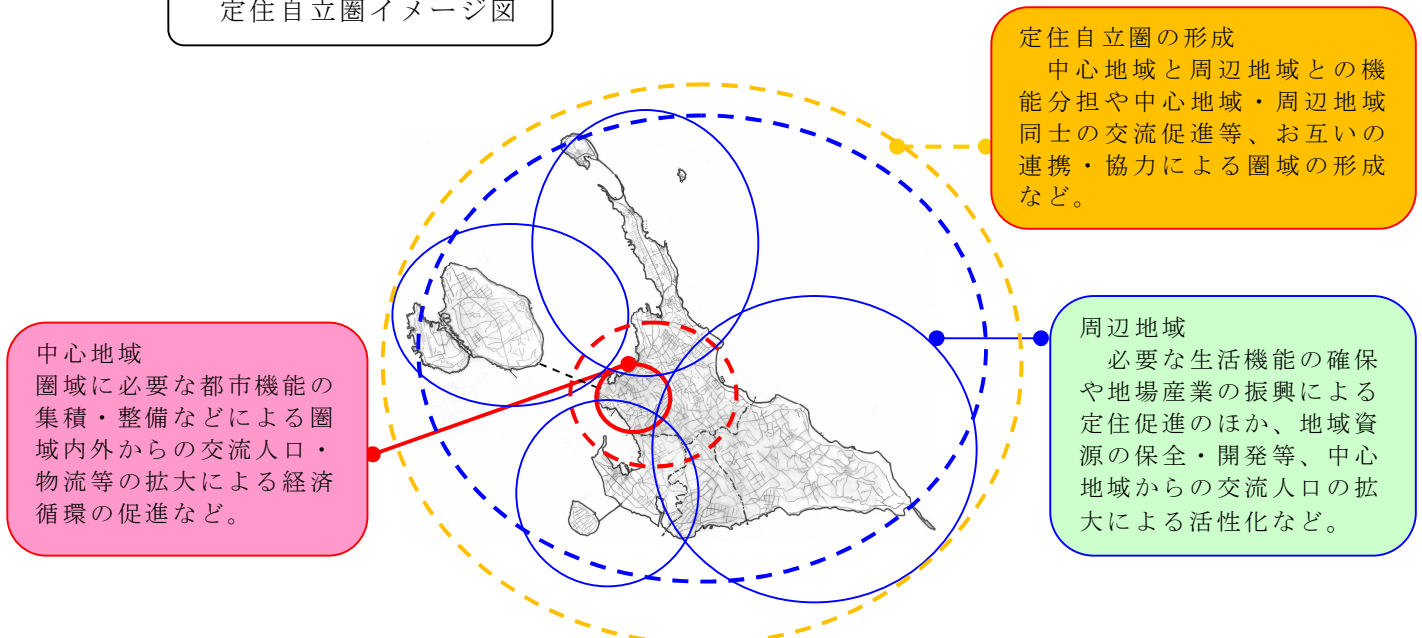 定住自立圏イメージ図
定住自立圏の形成
中心地域と周辺地域との機
能分担や中心地域・周辺地域
同士の交流促進等、お互いの
連携・協力による圏域の形成
など。
周辺地域
必要な生活機能の確保
や地場産業の振興による
定住促進のほか、地域資
源の保全・開発等、中心
地域からの交流人口の拡
大による活性化など。
中心地域
圏域に必要な都市機能の
集積・整備などによる圏
域内外からの交流人口・
物流等の拡大による経済
循環の促進など。